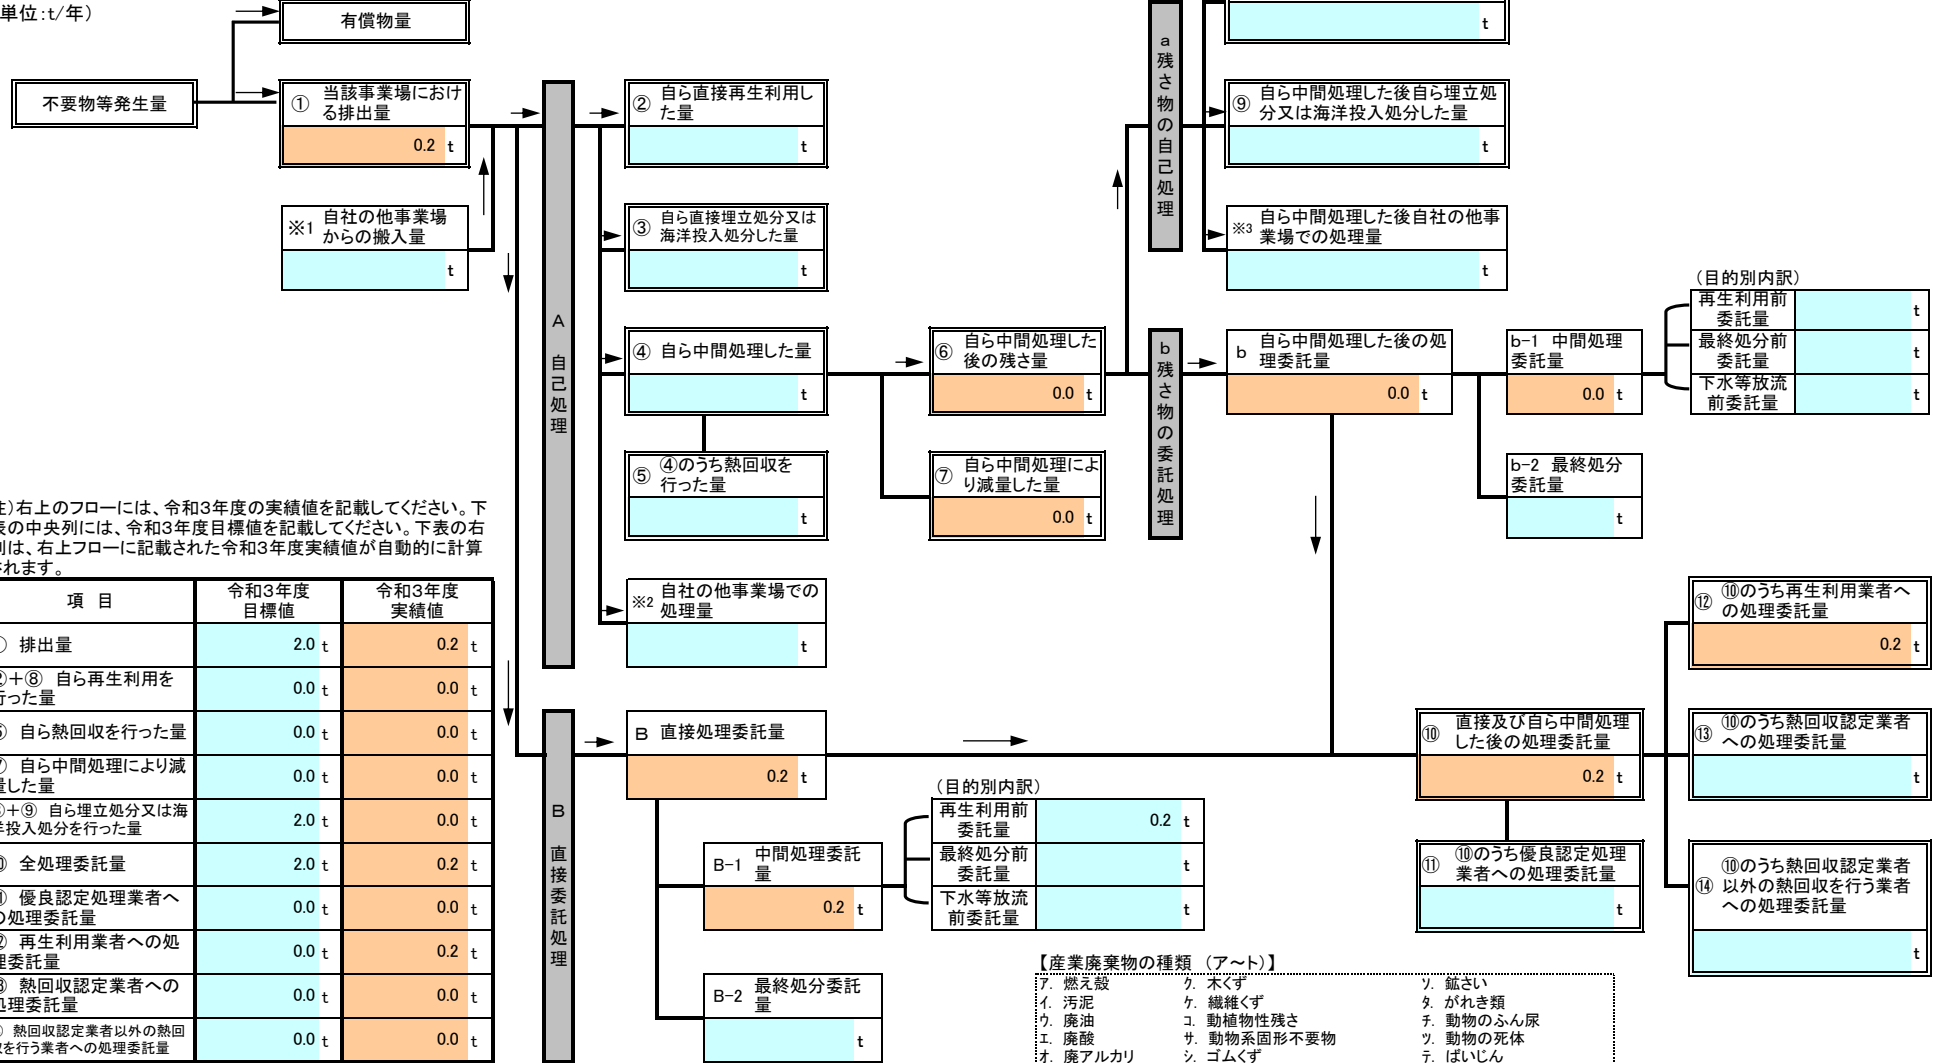 単位:t/年)
有償物量
不要物等発生量
① 当該事業場におけ
る排出量
0.2 t
※1 自社の他事業場
からの搬入量
t
A 自己処理
② 自ら直接再生利用し
た量
t
③ 自ら直接埋立処分又は
海洋投入処分した量
t
④ 自ら中間処理した量
t
⑤ ④のうち熱回収を
行った量
t
※2 自社の他事業場での
処理量
t
⑥ 自ら中間処理した
後の残さ量
0.0 t
⑦ 自ら中間処理によ
り減量した量
0.0 t
a 残さ物の自己処理
t
⑨ 自ら中間処理した後自ら埋立処
分又は海洋投入処分した量
t
※3 自ら中間処理した後自社の他事
業場での処理量
t
b 残さ物の委託処理
b 自ら中間処理した後の処
理委託量
0.0 t
b-1 中間処理
委託量
0.0 t
b-2 最終処分
委託量
t
(目的別内訳)
再生利用前
委託量
t
最終処分前
委託量
t
下水等放流
前委託量
t
)右上のフローには、令和3年度の実績値を記載してください。下
表の中央列には、令和3年度目標値を記載してください。下表の右
列は、右上フローに記載された令和3年度実績値が自動的に計算
されます。
項 目
令和3年度
目標値
令和3年度
実績値
排出量 2.0 t 0.2 t
②+⑧ 自ら再生利用を
行った量 0.0 t 0.0 t
自ら熱回収を行った量 0.0 t 0.0 t
⑦ 自ら中間処理により減
量した量 0.0 t 0.0 t
+⑨ 自ら埋立処分又は海
洋投入処分を行った量 2.0 t 0.0 t
全処理委託量 2.0 t 0.2 t
優良認定処理業者へ
の処理委託量 0.0 t 0.0 t
再生利用業者への処
理委託量 0.0 t 0.2 t
熱回収認定業者への
処理委託量 0.0 t 0.0 t
熱回収認定業者以外の熱回
収を行う業者への処理委託量 0.0 t 0.0 t
B 直接委託処理
B 直接処理委託量
0.2 t
B-1 中間処理委託
量
0.2 t
B-2 最終処分委託
量
t
(目的別内訳)
再生利用前
委託量
0.2 t
最終処分前
委託量
t
下水等放流
前委託量
t
⑩ 直接及び自ら中間処理
した後の処理委託量
0.2 t
⑪ ⑩のうち優良認定処理
業者への処理委託量
t
⑫ ⑩のうち再生利用業者へ
の処理委託量
0.2 t
⑬ ⑩のうち熱回収認定業者
への処理委託量
t
⑭ ⑩のうち熱回収認定業者
以外の熱回収を行う業者
への処理委託量
t
【産業廃棄物の種類 (ア~ト)】
ア. 燃え殻 ク. 木くず ソ. 鉱さい
イ. 汚泥 ケ. 繊維くず タ. がれき類
ウ. 廃油 コ. 動植物性残さ チ. 動物のふん尿
エ. 廃酸 サ. 動物系固形不要物 ツ. 動物の死体
オ. 廃アルカリ シ. ゴムくず テ. ばいじん